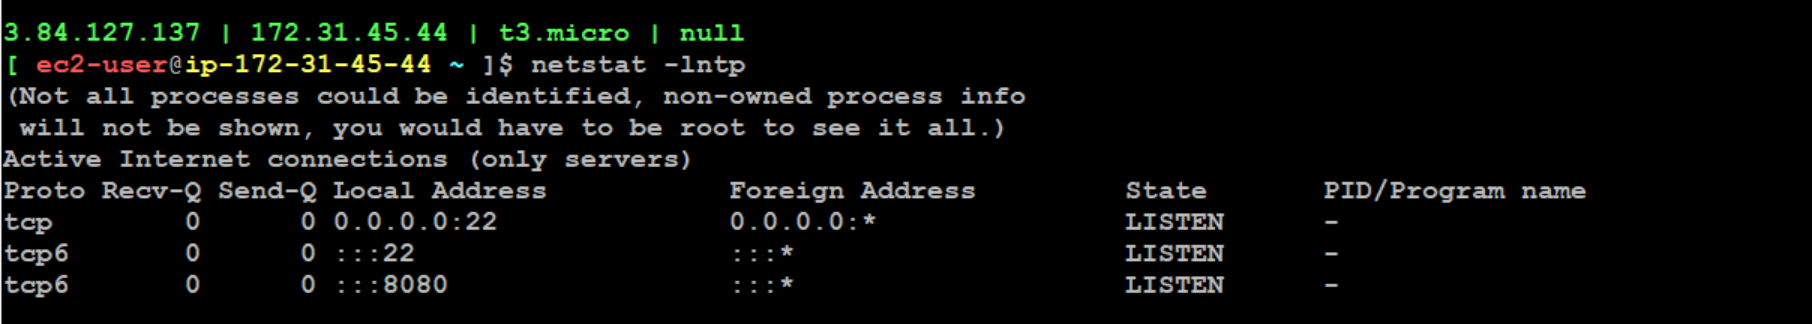 3.84.127.137 | 172.31.45.44 | t3.micro | null
[ ec2-user@ip-172-31-45-44 ~ ]$ netstat -lntp
(Not all processes could be identified, non-owned process info
 will not be shown, you would have to be root to see it all.)
Active Internet connections (only servers)
Proto Recv-Q Send-Q Local Address           Foreign Address         State       PID/Program name
tcp        0      0 0.0.0.0:22              0.0.0.0:*               LISTEN      -
tcp6       0      0 :::22                   :::*                    LISTEN      -
tcp6       0      0 :::8080                 :::*                    LISTEN      -